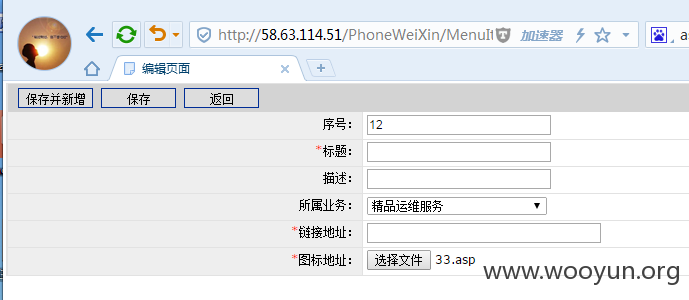 http://58.63.114.51/PhoneWeiXin/MenuIt 加速器
编辑页面
保存并新增 保存 返回
序号： 12
*标题：
描述：
所属业务： 精品运维服务
*链接地址：
*图标地址： 选择文件 33.asp
www.wooyun.org